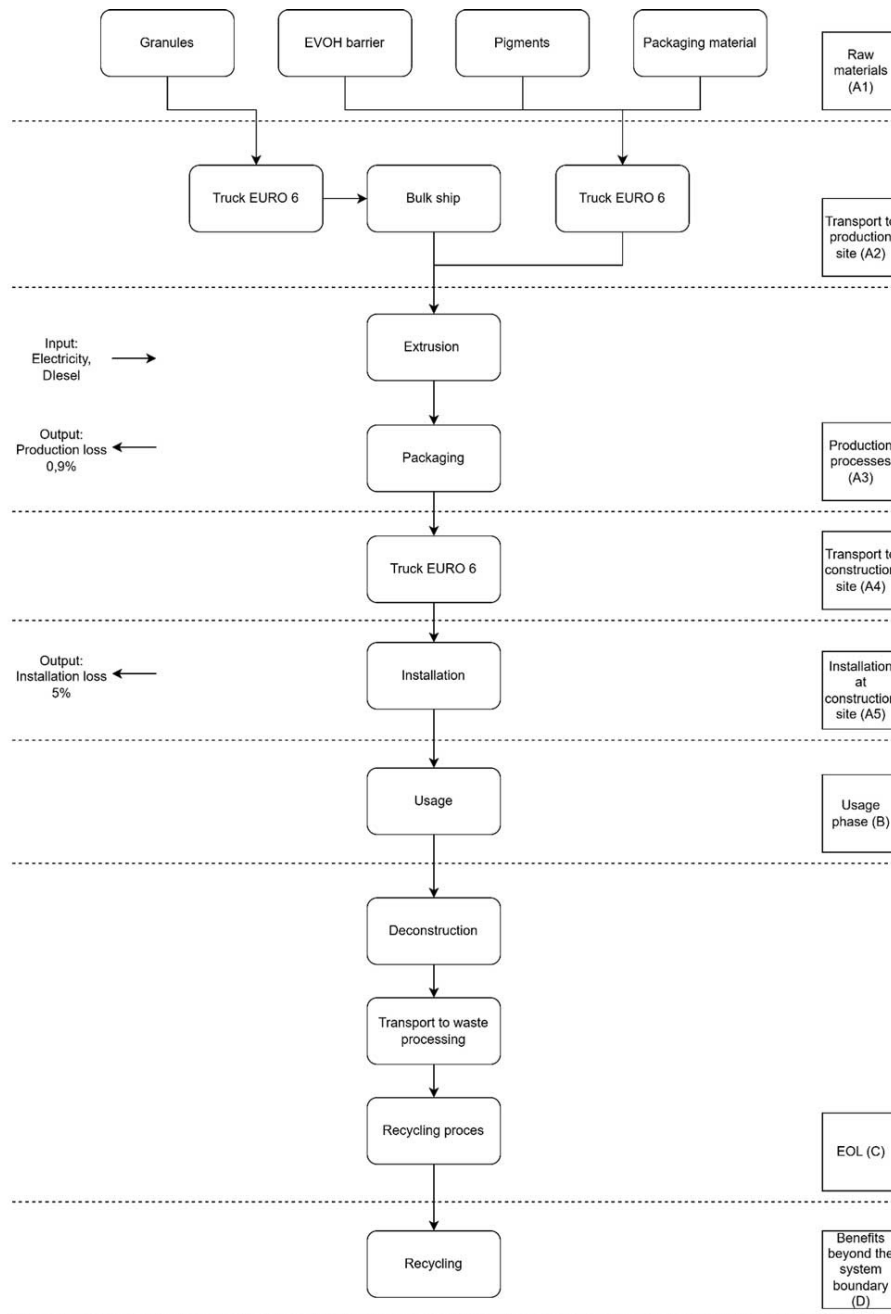 Granules
EVOH barrier
Pigments
Packaging material
Raw
materials
(A1)
Truck EURO 6
Bulk ship
Truck EURO 6
Transport to
production
site (A2)
Extrusion
Input:
Electricity,
DIesel
Output:
Production loss
0,9%
Packaging
Production
processes
(A3)
Truck EURO 6
Transport to
construction
site (A4)
Output:
Installation loss
5%
Installation
Installation
at
construction
site (A5)
Usage
Usage
phase (B)
Deconstruction
Transport to waste
processing
Recycling proces
EOL (C)
Recycling
Benefits
beyond the
system
boundary
(D)